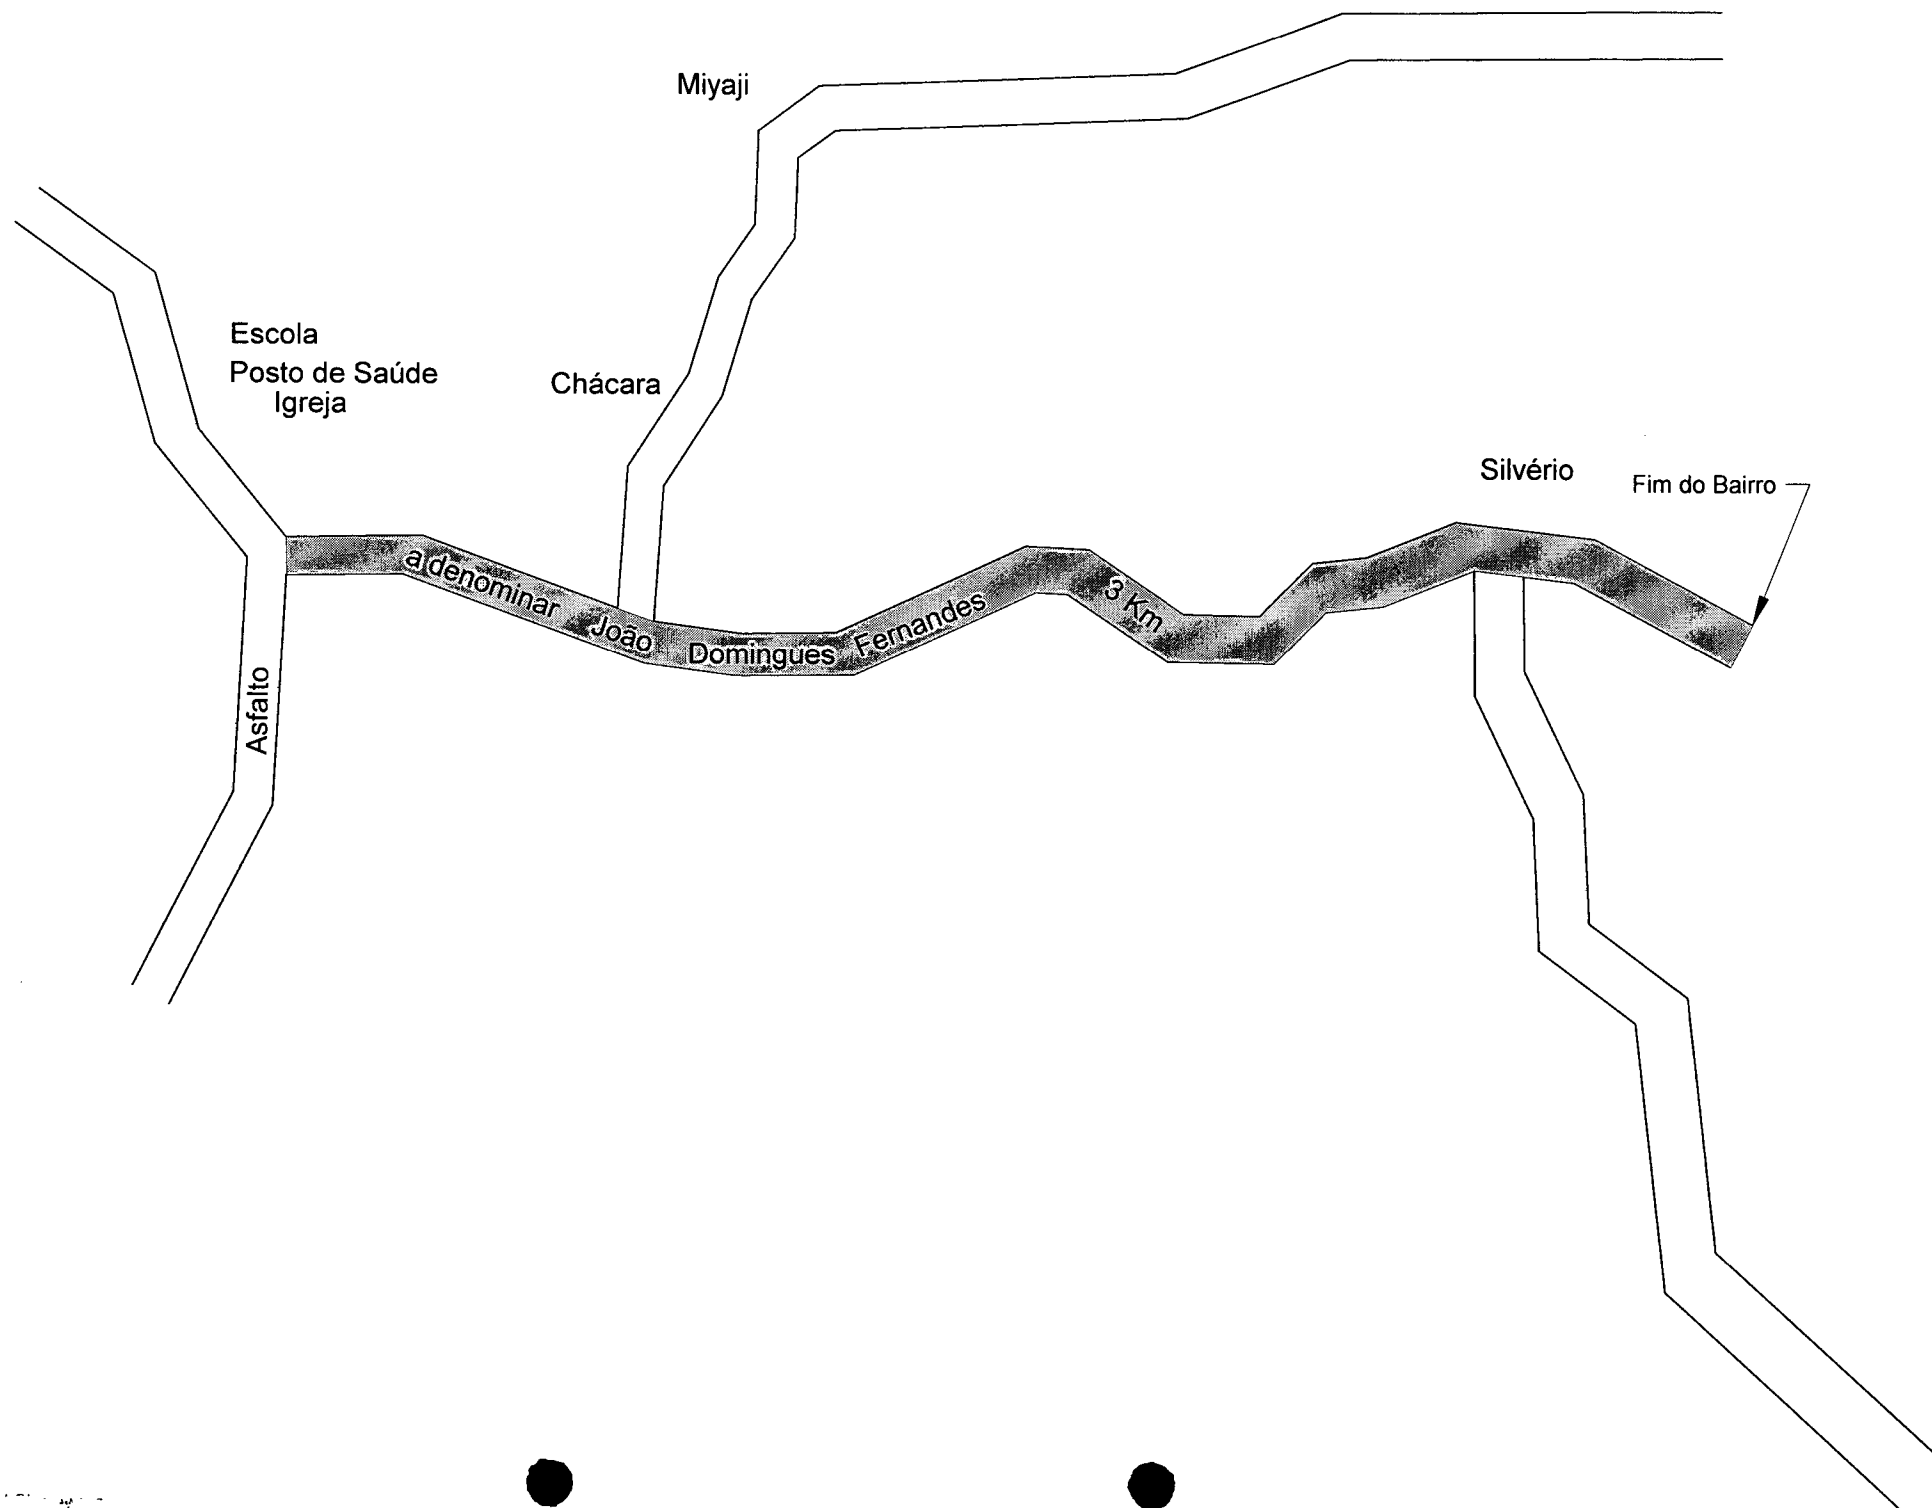 Miyaji
Escola
Posto de Saúde
Igreja
Chácara
Silvério
Fim do Bairro
a denominar João Domingues Fernandes 3 Km
Asfalto